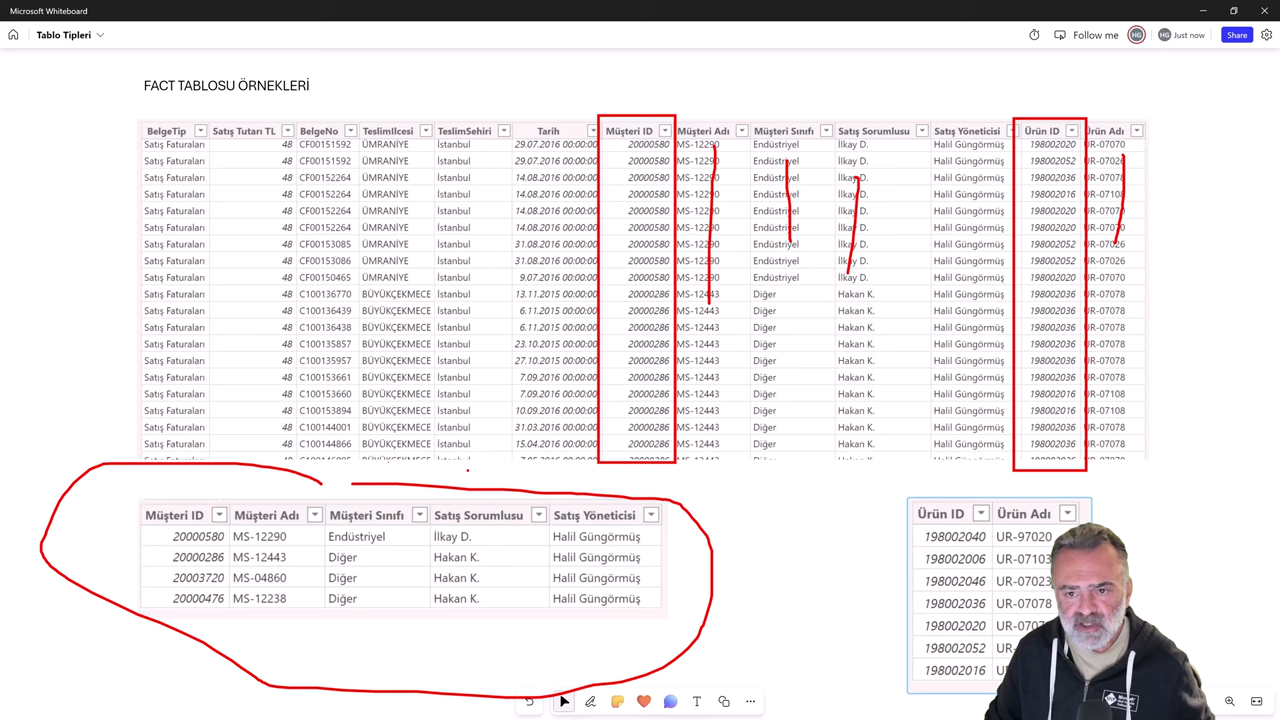 Microsoft Whiteboard
Tablo Tipleri
Follow me HG HG Just now Share
FACT TABLOSU ÖRNEKLERİ
BelgeTip Satış Tutarı TL BelgeNo TeslimIlcesi TeslimSehiri Tarih Müşteri ID Müşteri Adı Müşteri Sınıfı Satış Sorumlusu Satış Yöneticisi Ürün ID Ürün Adı
Satış Faturaları 48 CF00151592 ÜMRANİYE İstanbul 29.07.2016 00:00:00 20000580 MS-12290 Endüstriyel İlkay D. Halil Güngörmüş 198002020 UR-07070
Satış Faturaları 48 CF00151592 ÜMRANİYE İstanbul 29.07.2016 00:00:00 20000580 MS-12290 Endüstriyel İlkay D. Halil Güngörmüş 198002052 UR-07026
Satış Faturaları 48 CF00152264 ÜMRANİYE İstanbul 14.08.2016 00:00:00 20000580 MS-12290 Endüstriyel İlkay D. Halil Güngörmüş 198002036 UR-07078
Satış Faturaları 48 CF00152264 ÜMRANİYE İstanbul 14.08.2016 00:00:00 20000580 MS-12290 Endüstriyel İlkay D. Halil Güngörmüş 198002016 UR-07108
Satış Faturaları 48 CF00152264 ÜMRANİYE İstanbul 14.08.2016 00:00:00 20000580 MS-12290 Endüstriyel İlkay D. Halil Güngörmüş 198002020 UR-07070
Satış Faturaları 48 CF00152264 ÜMRANİYE İstanbul 14.08.2016 00:00:00 20000580 MS-12290 Endüstriyel İlkay D. Halil Güngörmüş 198002020 UR-07070
Satış Faturaları 48 CF00153085 ÜMRANİYE İstanbul 31.08.2016 00:00:00 20000580 MS-12290 Endüstriyel İlkay D. Halil Güngörmüş 198002052 UR-07026
Satış Faturaları 48 CF00153086 ÜMRANİYE İstanbul 31.08.2016 00:00:00 20000580 MS-12290 Endüstriyel İlkay D. Halil Güngörmüş 198002052 UR-07026
Satış Faturaları 48 CF00150465 ÜMRANİYE İstanbul 9.07.2016 00:00:00 20000580 MS-12290 Endüstriyel İlkay D. Halil Güngörmüş 198002020 UR-07070
Satış Faturaları 48 C100136770 BÜYÜKÇEKMECE İstanbul 13.11.2015 00:00:00 20000286 MS-12443 Diğer Hakan K. Halil Güngörmüş 198002036 UR-07078
Satış Faturaları 48 C100136439 BÜYÜKÇEKMECE İstanbul 6.11.2015 00:00:00 20000286 MS-12443 Diğer Hakan K. Halil Güngörmüş 198002036 UR-07078
Satış Faturaları 48 C100136438 BÜYÜKÇEKMECE İstanbul 6.11.2015 00:00:00 20000286 MS-12443 Diğer Hakan K. Halil Güngörmüş 198002036 UR-07078
Satış Faturaları 48 C100135857 BÜYÜKÇEKMECE İstanbul 23.10.2015 00:00:00 20000286 MS-12443 Diğer Hakan K. Halil Güngörmüş 198002036 UR-07078
Satış Faturaları 48 C100135957 BÜYÜKÇEKMECE İstanbul 27.10.2015 00:00:00 20000286 MS-12443 Diğer Hakan K. Halil Güngörmüş 198002036 UR-07078
Satış Faturaları 48 C100153661 BÜYÜKÇEKMECE İstanbul 7.09.2016 00:00:00 20000286 MS-12443 Diğer Hakan K. Halil Güngörmüş 198002036 UR-07078
Satış Faturaları 48 C100153660 BÜYÜKÇEKMECE İstanbul 7.09.2016 00:00:00 20000286 MS-12443 Diğer Hakan K. Halil Güngörmüş 198002016 UR-07108
Satış Faturaları 48 C100153894 BÜYÜKÇEKMECE İstanbul 10.09.2016 00:00:00 20000286 MS-12443 Diğer Hakan K. Halil Güngörmüş 198002016 UR-07108
Satış Faturaları 48 C100144001 BÜYÜKÇEKMECE İstanbul 31.03.2016 00:00:00 20000286 MS-12443 Diğer Hakan K. Halil Güngörmüş 198002036 UR-07078
Satış Faturaları 48 C100144866 BÜYÜKÇEKMECE İstanbul 15.04.2016 00:00:00 20000286 MS-12443 Diğer Hakan K. Halil Güngörmüş 198002036 UR-07078
Müşteri ID Müşteri Adı Müşteri Sınıfı Satış Sorumlusu Satış Yöneticisi
20000580 MS-12290 Endüstriyel İlkay D. Halil Güngörmüş
20000286 MS-12443 Diğer Hakan K. Halil Güngörmüş
20003720 MS-04860 Diğer Hakan K. Halil Güngörmüş
20000476 MS-12238 Diğer Hakan K. Halil Güngörmüş
Ürün ID Ürün Adı
198002040 UR-97020
198002006 UR-07103
198002046 UR-07023
198002036 UR-07078
198002020
198002052
198002016